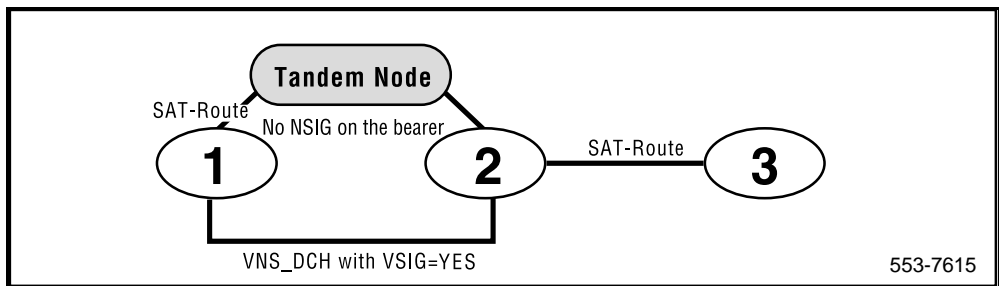 Tandem Node
SAT-Route
No NSIG on the bearer
1
2
SAT-Route
3
VNS_DCH with VSIG=YES
553-7615